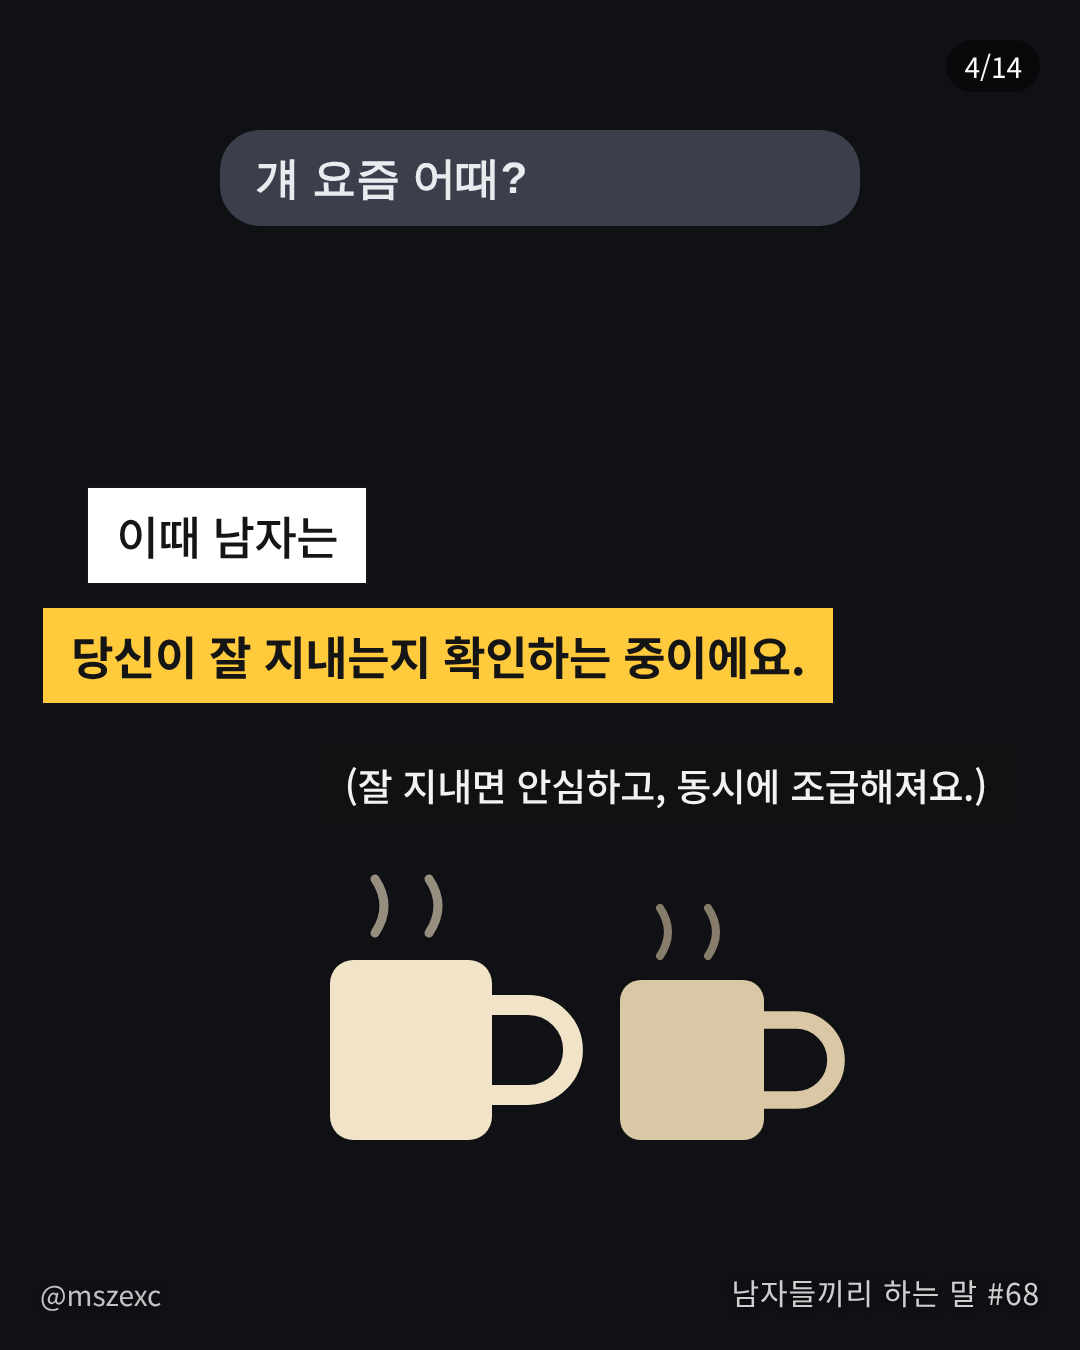 4/14
걔 요즘 어때?
이때 남자는
당신이 잘 지내는지 확인하는 중이에요.
(잘 지내면 안심하고, 동시에 조급해져요.)
@mszexc
남자들끼리 하는 말 #68